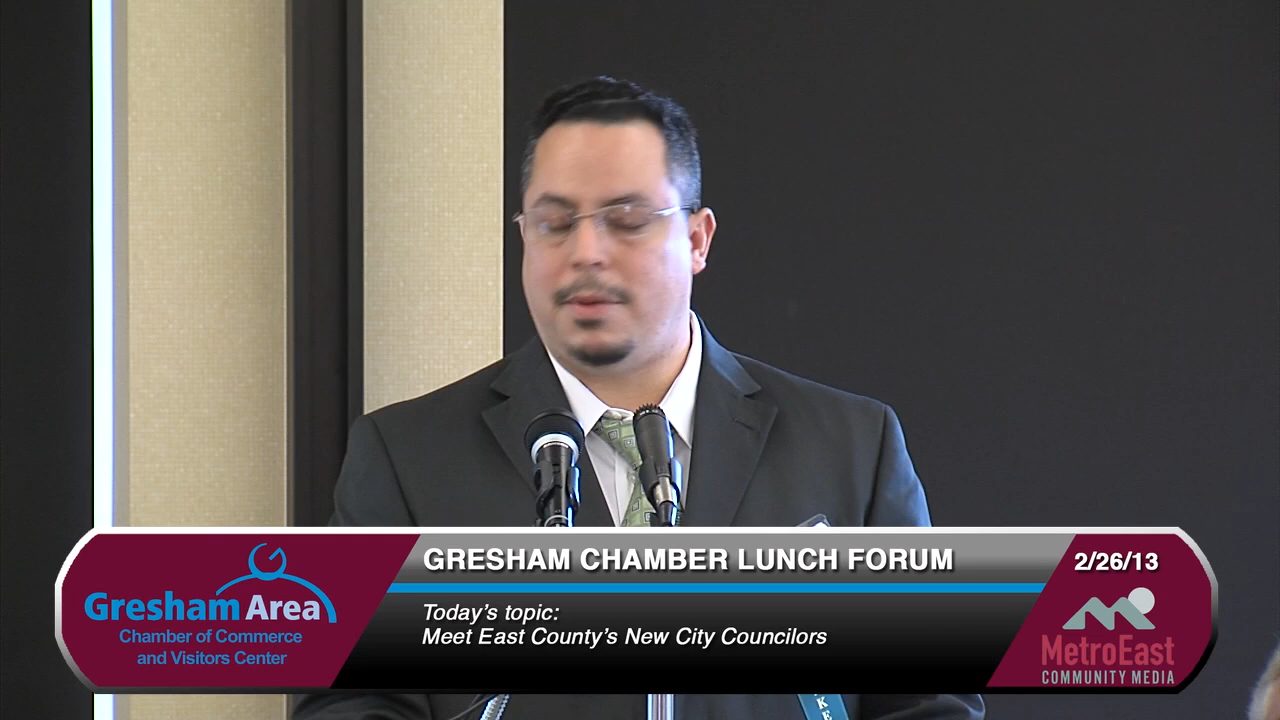 GRESHAM CHAMBER LUNCH FORUM
2/26/13
Gresham Area
Chamber of Commerce
and Visitors Center
Today's topic:
Meet East County's New City Councilors
MetroEast
COMMUNITY MEDIA
KE